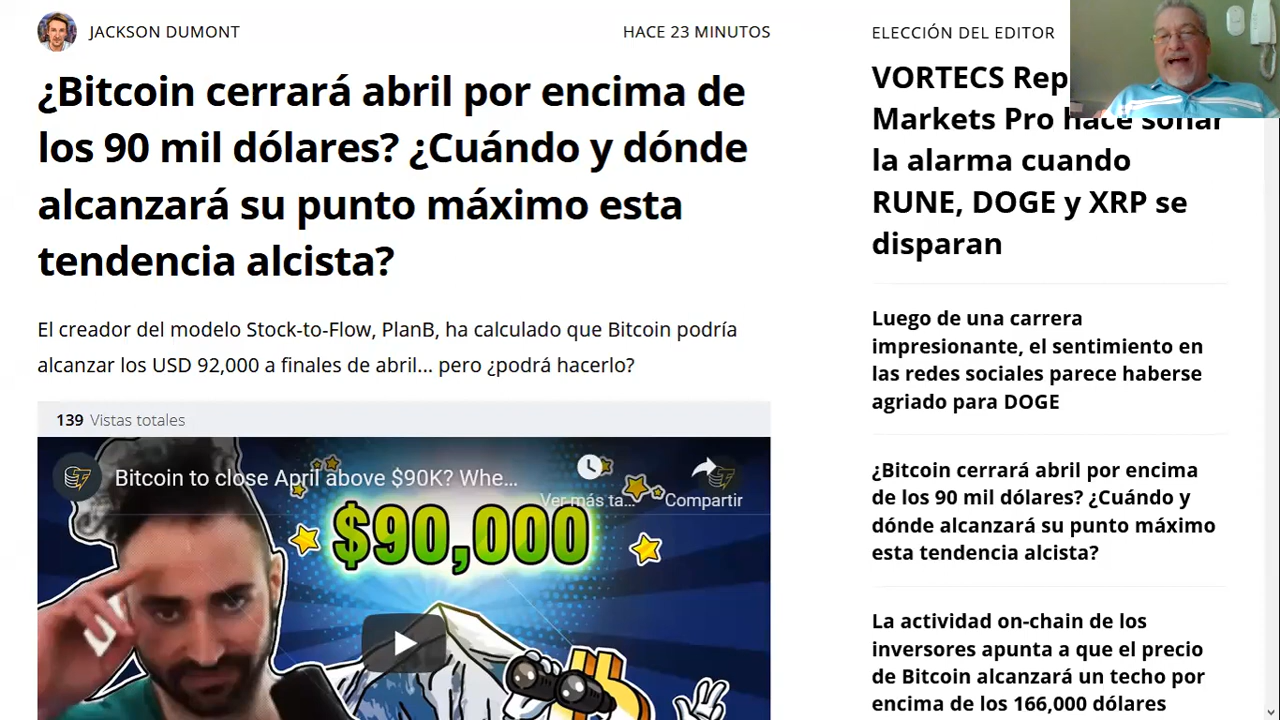 JACKSON DUMONT
HACE 23 MINUTOS
¿Bitcoin cerrará abril por encima de
los 90 mil dólares? ¿Cuándo y dónde
alcanzará su punto máximo esta
tendencia alcista?
El creador del modelo Stock-to-Flow, PlanB, ha calculado que Bitcoin podría
alcanzar los USD 92,000 a finales de abril... pero ¿podrá hacerlo?
139 Vistas totales
Bitcoin to close April above $90K? Whe...
Ver más ta...
Compartir
$90,000
ELECCIÓN DEL EDITOR
VORTECS Rep
Markets Pro hace sonar
la alarma cuando
RUNE, DOGE y XRP se
disparan
Luego de una carrera
impresionante, el sentimiento en
las redes sociales parece haberse
agriado para DOGE
¿Bitcoin cerrará abril por encima
de los 90 mil dólares? ¿Cuándo y
dónde alcanzará su punto máximo
esta tendencia alcista?
La actividad on-chain de los
inversores apunta a que el precio
de Bitcoin alcanzará un techo por
encima de los 166,000 dólares